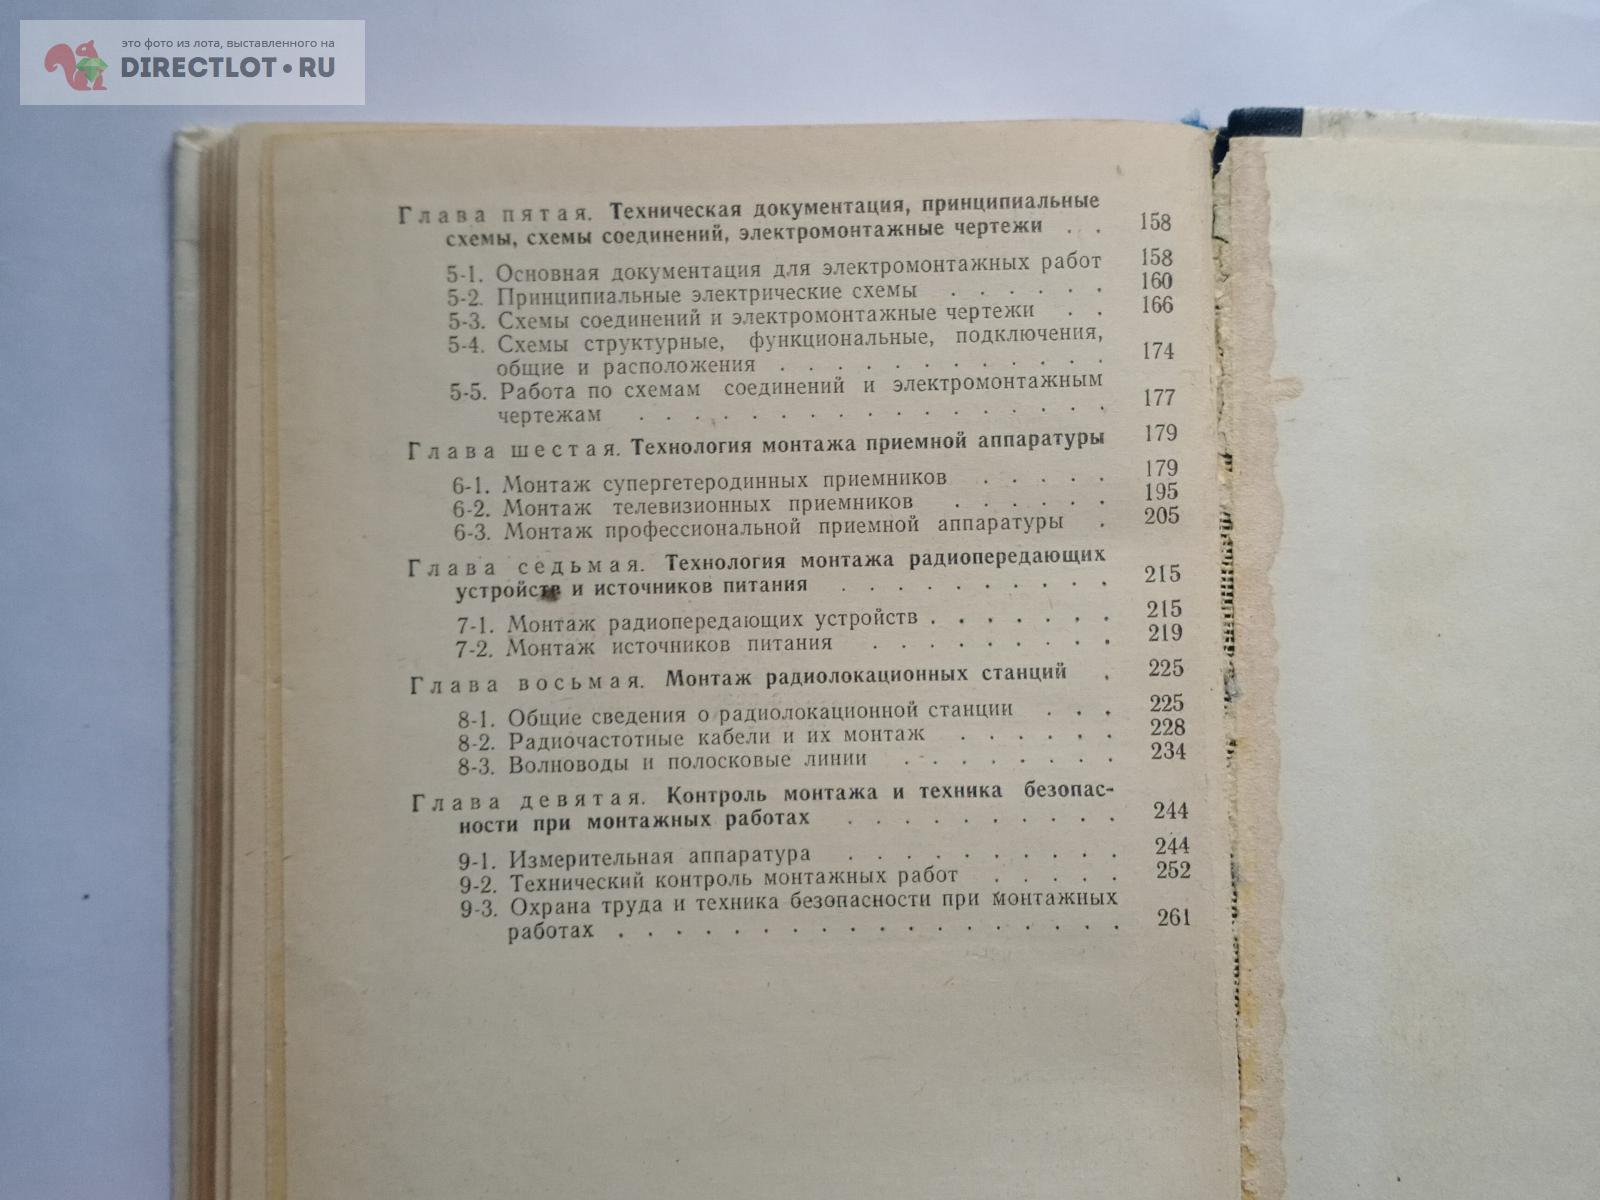 это фото из лота, выставленного на
DIRECTLOT•RU
Глава пятая. Техническая документация, принципиальные
схемы, схемы соединений, электромонтажные чертежи . . 158
5-1. Основная документация для электромонтажных работ 158
5-2. Принципиальные электрические схемы . . . . . . 160
5-3. Схемы соединений и электромонтажные чертежи . . 166
5-4. Схемы структурные, функциональные, подключения,
общие и расположения . . . . . . . . . . . . 174
5-5. Работа по схемам соединений и электромонтажным
чертежам . . . . . . . . . . . . . . . . . 177
Глава шестая. Технология монтажа приемной аппаратуры 179
6-1. Монтаж супергетеродинных приемников . . . . . 179
6-2. Монтаж телевизионных приемников . . . . . . 195
6-3. Монтаж профессиональной приемной аппаратуры . 205
Глава седьмая. Технология монтажа радиопередающих
устройств и источников питания . . . . . . . . . . 215
7-1. Монтаж радиопередающих устройств . . . . . . . 215
7-2. Монтаж источников питания . . . . . . . . . 219
Глава восьмая. Монтаж радиолокационных станций . 225
8-1. Общие сведения о радиолокационной станции . . . 225
8-2. Радиочастотные кабели и их монтаж . . . . . . 228
8-3. Волноводы и полосковые линии . . . . . . . . 234
Глава девятая. Контроль монтажа и техника безопас-
ности при монтажных работах . . . . . . . . . . 244
9-1. Измерительная аппаратура . . . . . . . . . . 244
9-2. Технический контроль монтажных работ . . . . . 252
9-3. Охрана труда и техника безопасности при монтажных
работах . . . . . . . . . . . . . . . . . . 261